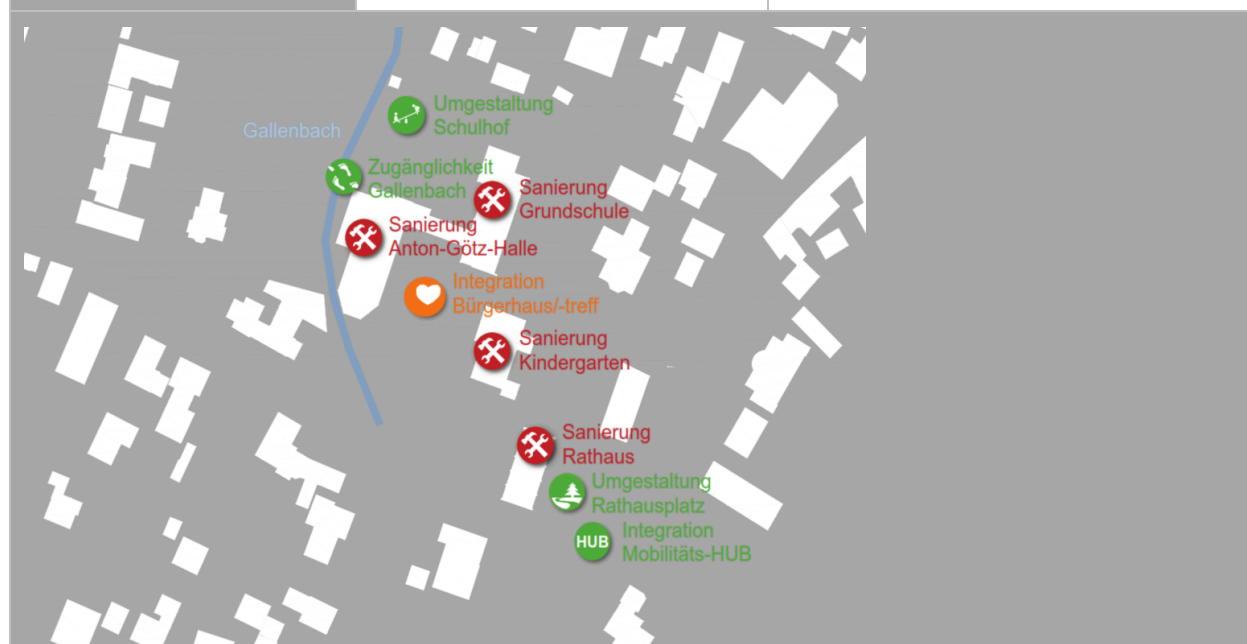 Umgestaltung
Schulhof
Gallenbach
Zugänglichkeit
Gallenbach
Sanierung
Grundschule
Sanierung
Anton-Götz-Halle
Integration
Bürgerhaus/-treff
Sanierung
Kindergarten
Sanierung
Rathaus
Umgestaltung
Rathausplatz
HUB
Integration
Mobilitäts-HUB